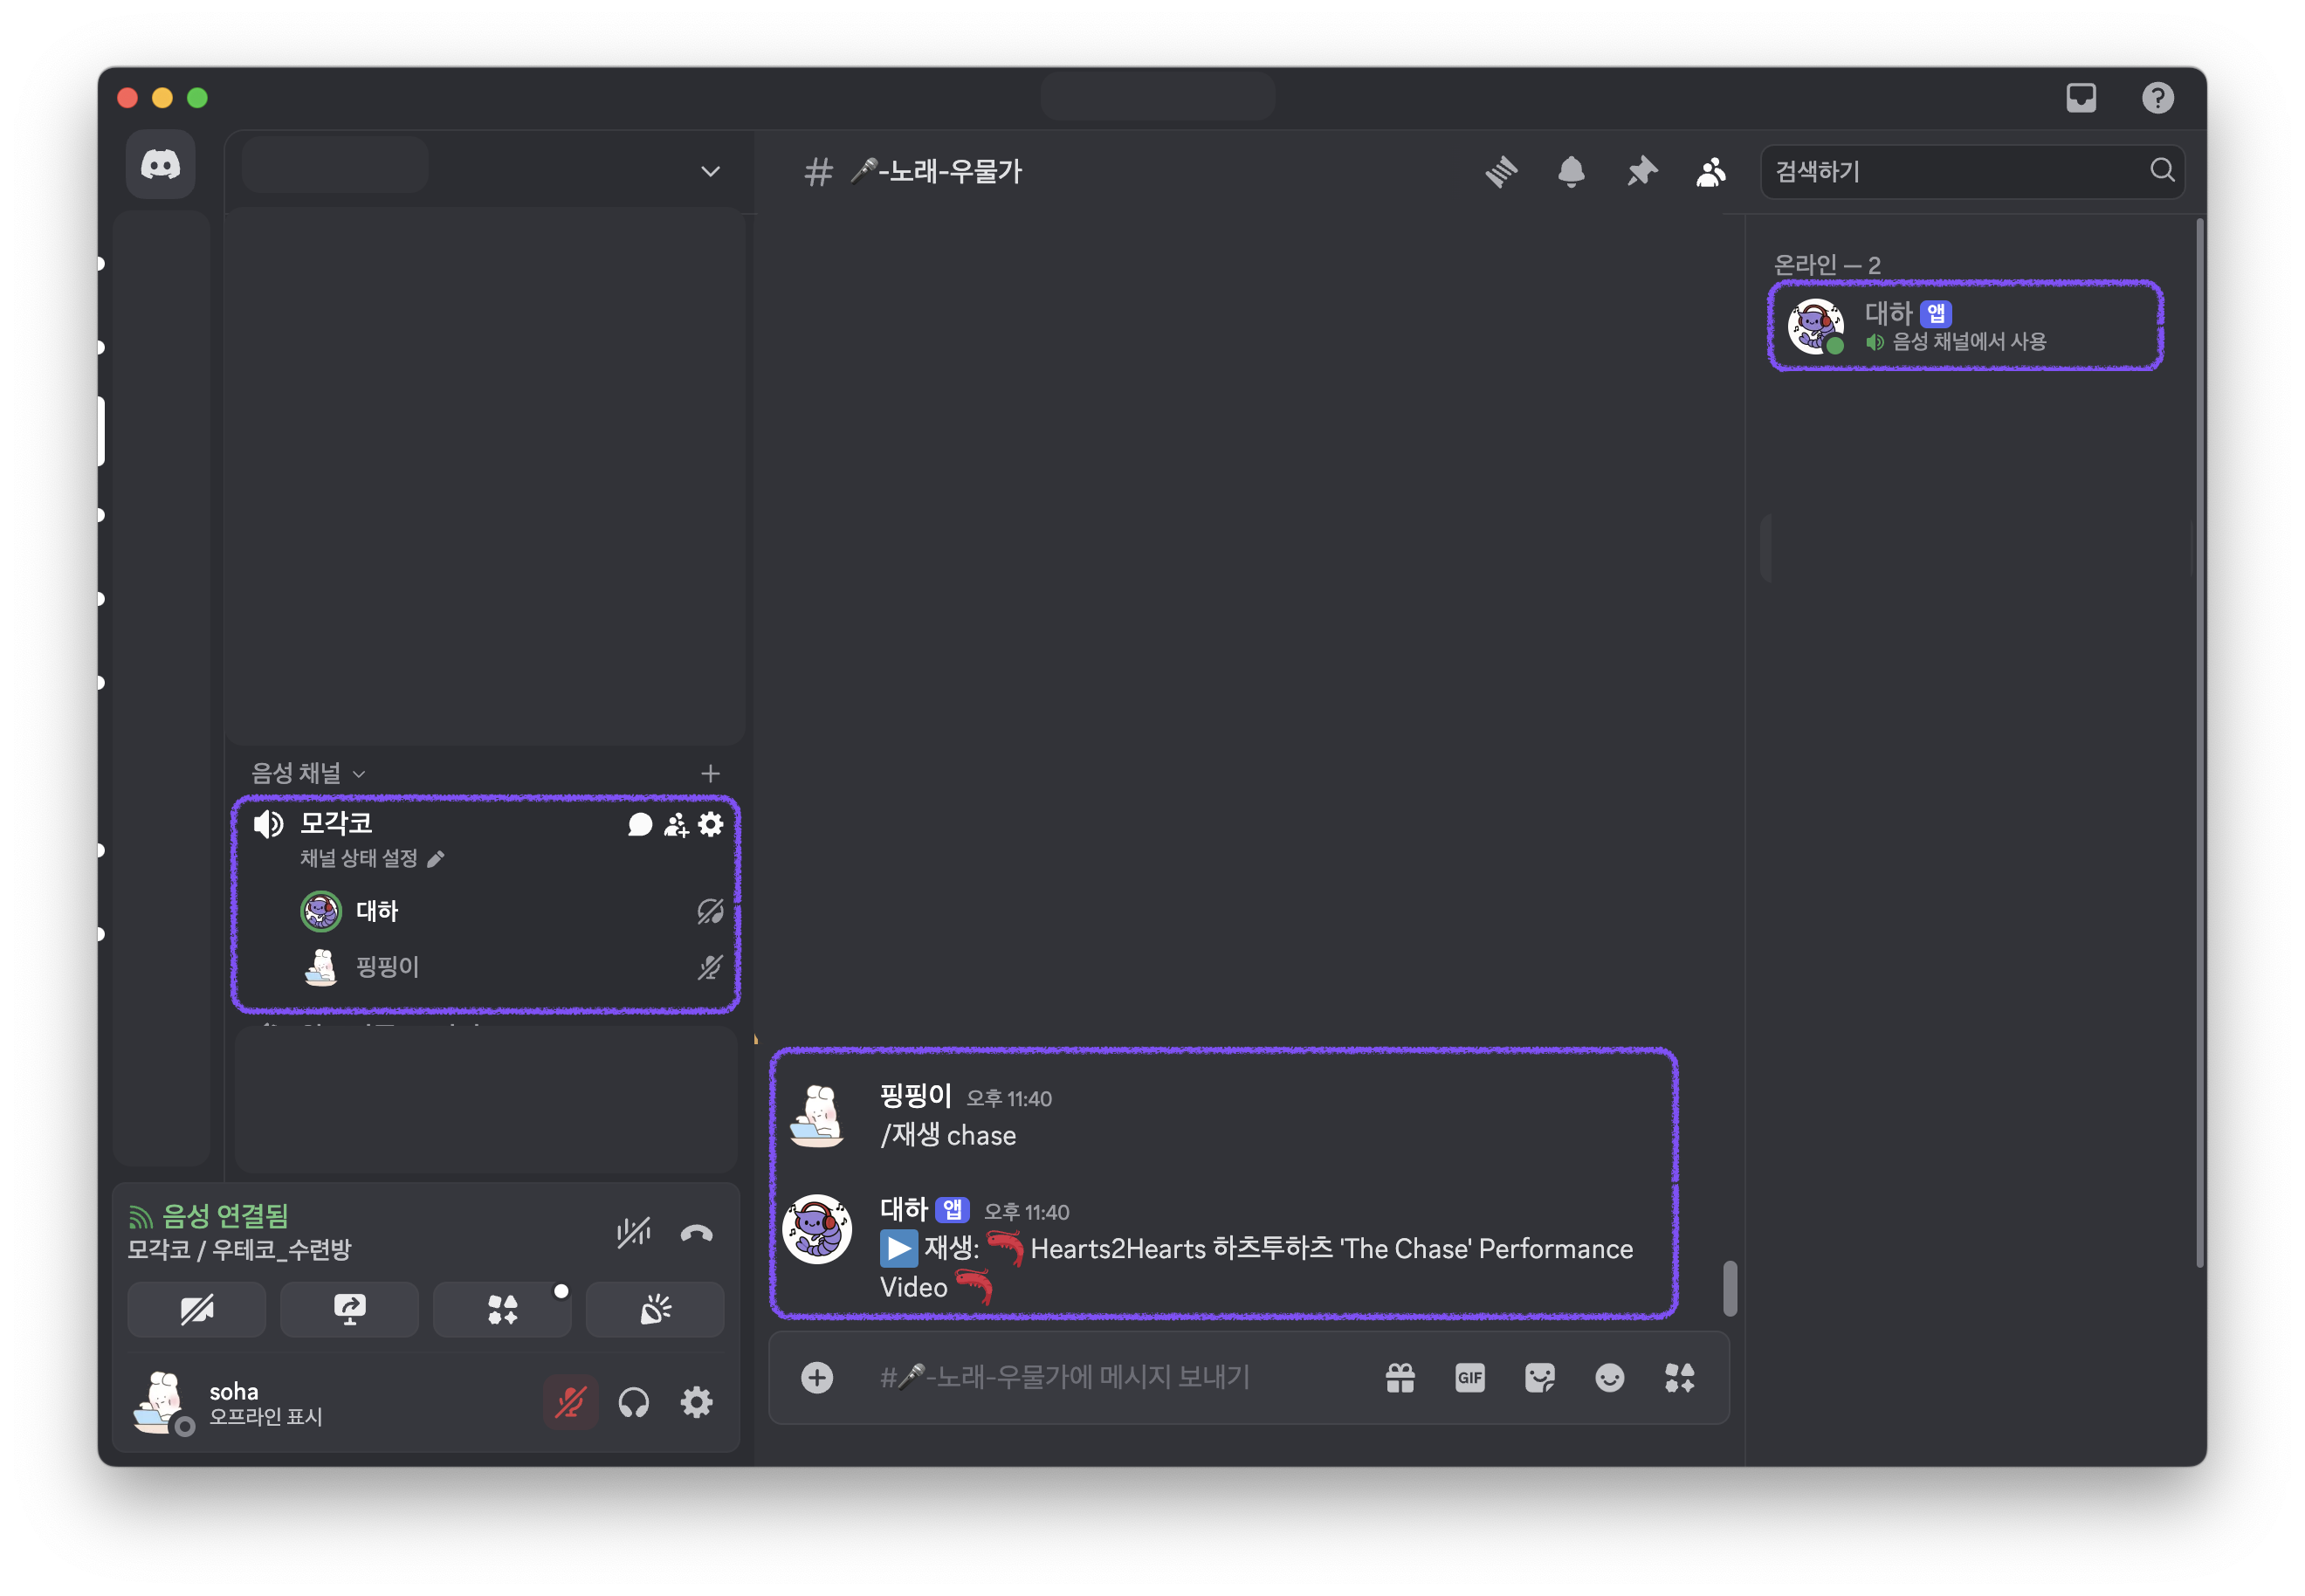 🎤-노래-우물가
검색하기
음성 채널
모각코
채널 상태 설정
대하
핑핑이
음성 연결됨
모각코 / 우테코_수련방
soha
오프라인 표시
핑핑이 오후 11:40
/재생 chase
대하 앱 오후 11:40
▶️ 재생: 🦐 Hearts2Hearts 하츠투하츠 'The Chase' Performance
Video 🦐
#🎤-노래-우물가에 메시지 보내기
GIF
온라인 — 2
대하 앱
음성 채널에서 사용